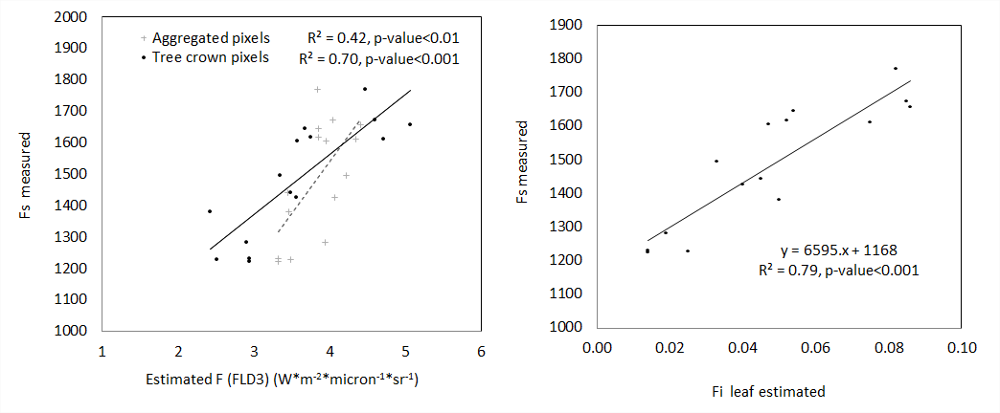 2000
1900
1800
1700
1600
1500
1400
1300
1200
1100
1000
Fs measured
+ Aggregated pixels
• Tree crown pixels
R² = 0.42, p-value<0.01
R² = 0.70, p-value<0.001
1 2 3 4 5 6
Estimated F (FLD3) (W*m⁻²*micron⁻¹*sr⁻¹)
1900
1800
1700
1600
1500
1400
1300
1200
1100
1000
Fs measured
y = 6595.x + 1168
R² = 0.79, p-value<0.001
0.00 0.02 0.04 0.06 0.08 0.10
Fi leaf estimated